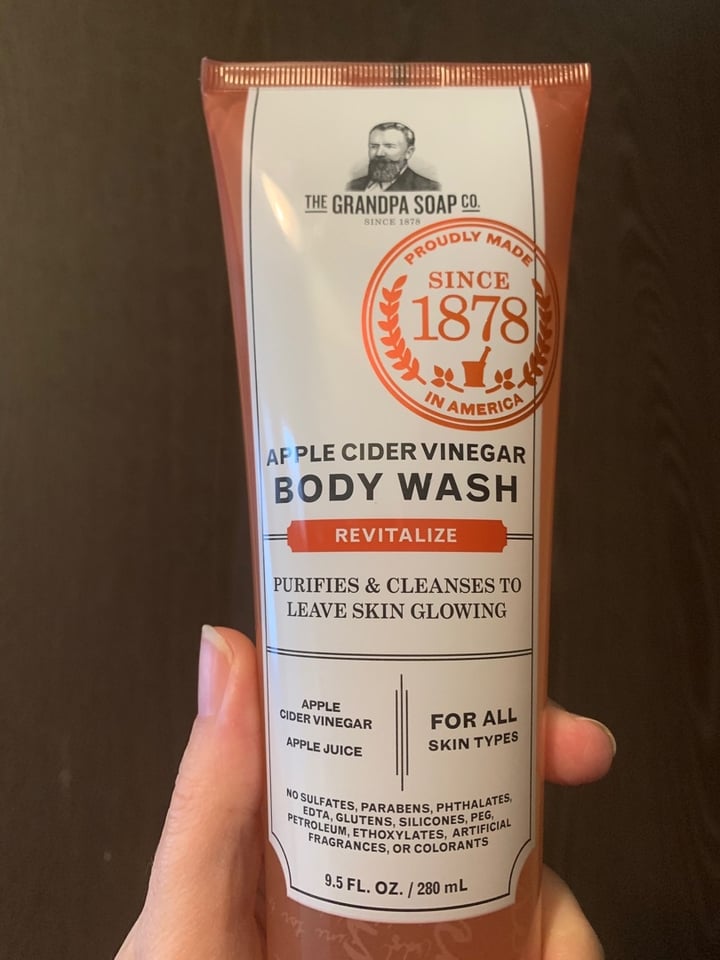 THE GRANDPA SOAP CO.
SINCE 1878
PROUDLY MADE
SINCE
1878
IN AMERICA
APPLE CIDER VINEGAR
BODY WASH
REVITALIZE
PURIFIES & CLEANSES TO
LEAVE SKIN GLOWING
APPLE
CIDER VINEGAR
APPLE JUICE
FOR ALL
SKIN TYPES
NO SULFATES, PARABENS, PHTHALATES,
EDTA, GLUTENS, SILICONES, PEG,
PETROLEUM, ETHOXYLATES, ARTIFICIAL
FRAGRANCES, OR COLORANTS
9.5 FL. OZ. / 280 mL